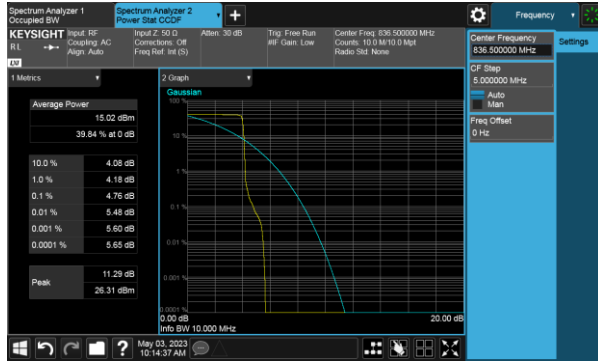 Spectrum Analyzer 1
Occupied BW
Spectrum Analyzer 2
Power Stat CCDF
Frequency
KEYSIGHT
RL
Input: RF
Coupling: AC
Align: Auto
Input Z: 50 Ω
Corrections: Off
Freq Ref: Int (S)
Atten: 30 dB
Trig: Free Run
#IF Gain: Low
Center Freq: 836.500000 MHz
Counts: 10.0 M/10.0 Mpt
Radio Std: None
Center Frequency
836.500000 MHz
Settings
CF Step
5.000000 MHz
Auto
Man
Freq Offset
0 Hz
1 Metrics
Average Power
15.02 dBm
39.84 % at 0 dB
10.0 % 4.08 dB
1.0 % 4.18 dB
0.1 % 4.76 dB
0.01 % 5.48 dB
0.001 % 5.60 dB
0.0001 % 5.65 dB
Peak
11.29 dB
26.31 dBm
2 Graph
Gaussian
100 %
10 %
1 %
0.1 %
0.01 %
0.001 %
0.0001 %
0.00 dB
20.00 dB
Info BW 10.000 MHz
May 03, 2023
10:14:37 AM